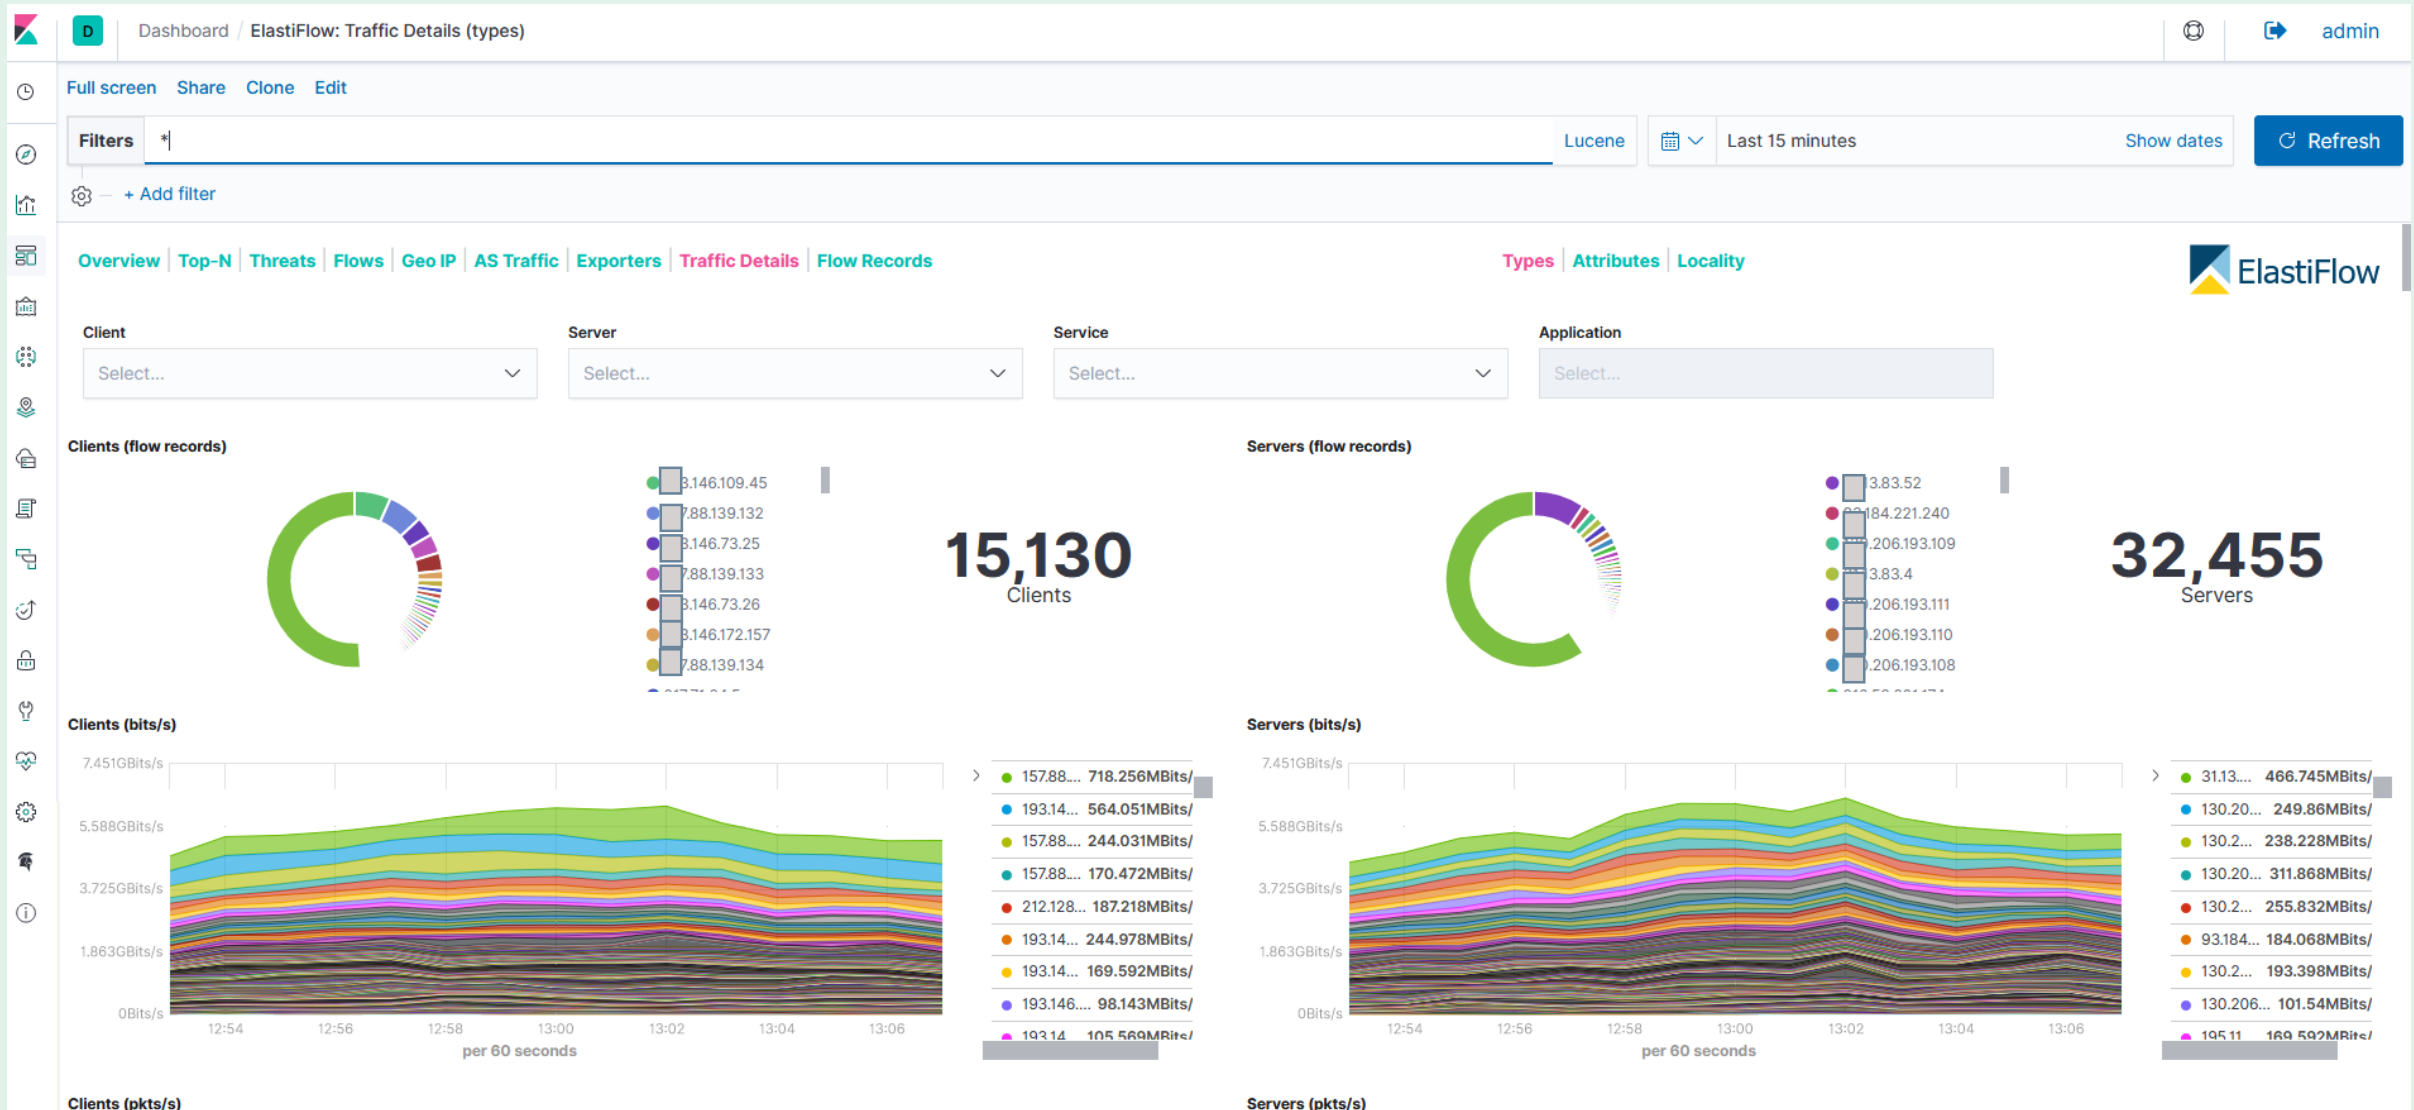 D Dashboard / ElastiFlow: Traffic Details (types) admin
Full screen Share Clone Edit
Filters * Lucene Last 15 minutes Show dates Refresh
+ Add filter
Overview Top-N Threats Flows Geo IP AS Traffic Exporters Traffic Details Flow Records
Types Attributes Locality
ElastiFlow
Client Server Service Application
Select... Select... Select... Select...
Clients (flow records)
3.146.109.45
7.88.139.132
3.146.73.25
7.88.139.133
3.146.73.26
3.146.172.157
7.88.139.134
15,130
Clients
Servers (flow records)
3.83.52
184.221.240
.206.193.109
3.83.4
.206.193.111
.206.193.110
.206.193.108
32,455
Servers
Clients (bits/s)
7.451GBits/s
5.588GBits/s
3.725GBits/s
1.863GBits/s
0Bits/s
12:54 12:56 12:58 13:00 13:02 13:04 13:06
per 60 seconds
157.88.... 718.256MBits/
193.14... 564.051MBits/
157.88.... 244.031MBits/
157.88.... 170.472MBits/
212.128... 187.218MBits/
193.14... 244.978MBits/
193.14... 169.592MBits/
193.146.... 98.143MBits/
193.14 105.569MBits/
Servers (bits/s)
7.451GBits/s
5.588GBits/s
3.725GBits/s
1.863GBits/s
0Bits/s
12:54 12:56 12:58 13:00 13:02 13:04 13:06
per 60 seconds
31.13.... 466.745MBits/
130.20... 249.86MBits/
130.2... 238.228MBits/
130.20... 311.868MBits/
130.2... 255.832MBits/
93.184... 184.068MBits/
130.2... 193.398MBits/
130.206... 101.54MBits/
195.11 169.592MBits/
Clients (pkts/s)
Servers (pkts/s)